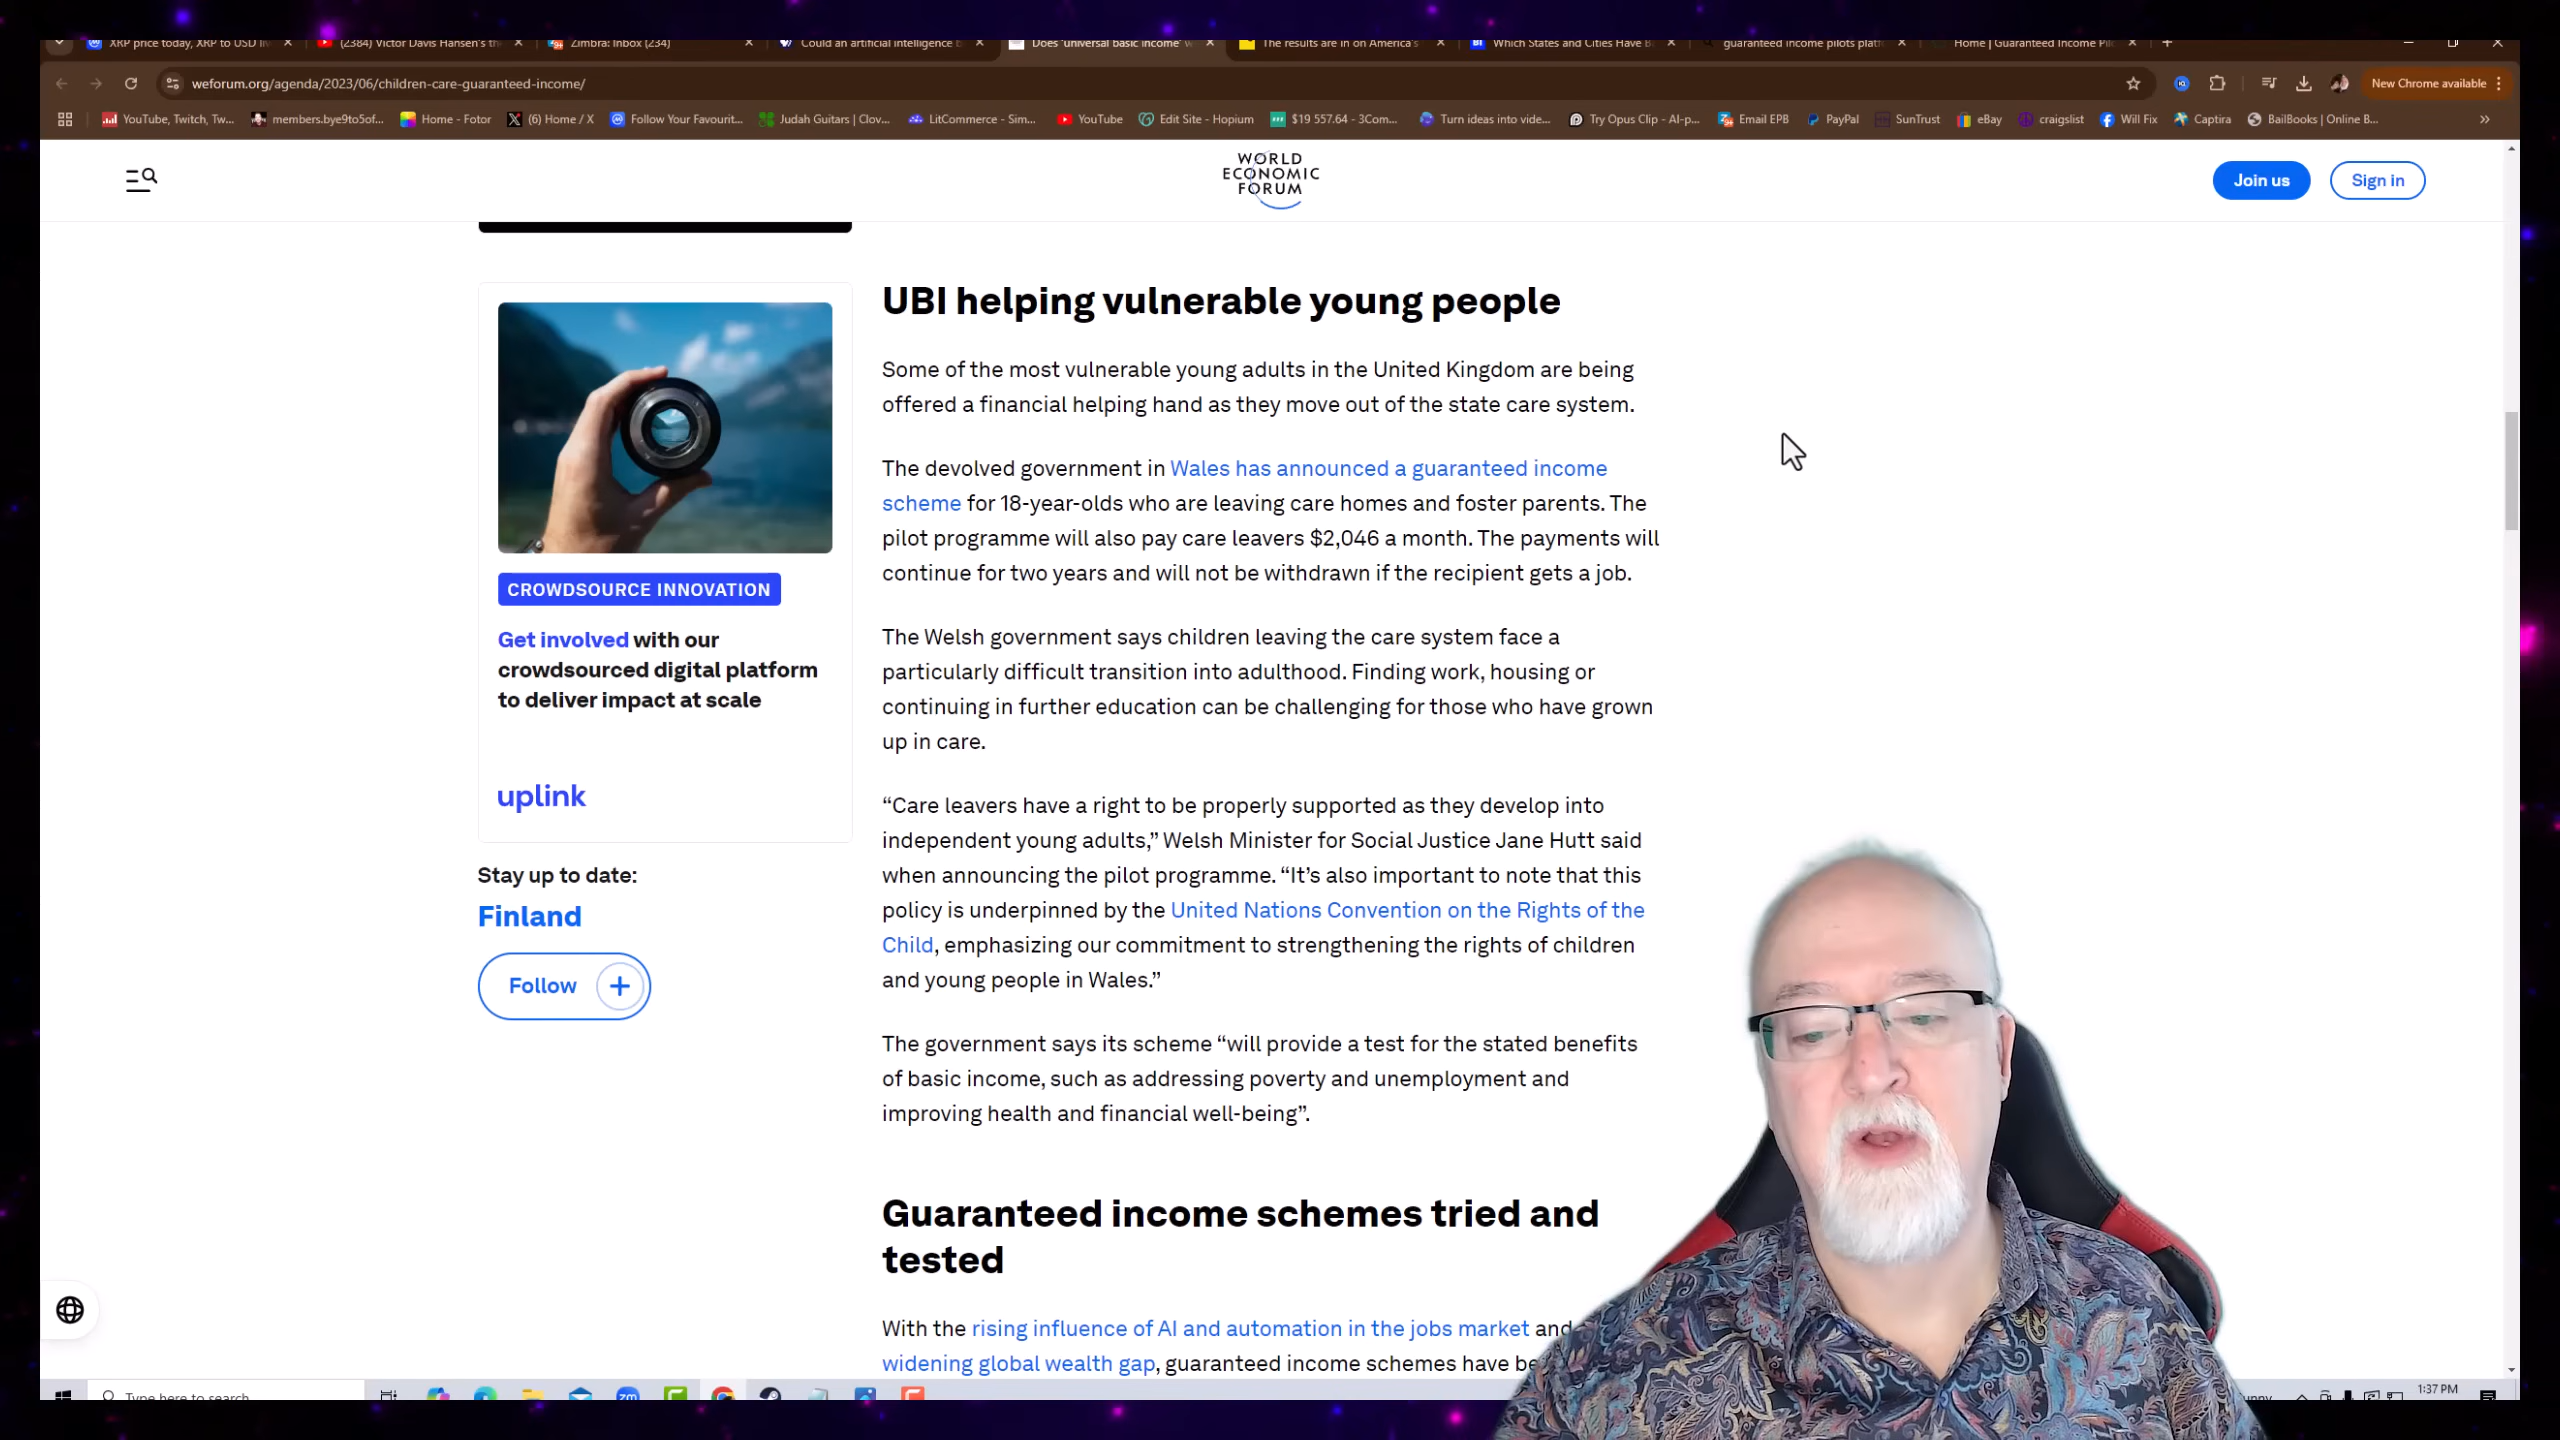 XRP price today, XRP to USD li
(2384) Victor Davis Hansen's th
Zimbra: Inbox (234)
Could an artificial intelligence b
Does 'universal basic income' w
The results are in on America's
Which States and Cities Have B
guaranteed income pilots platf
Home | Guaranteed Income Pil
weforum.org/agenda/2023/06/children-care-guaranteed-income/
New Chrome available
YouTube, Twitch, Tw...
members.bye9to5of...
Home - Fotor
(6) Home / X
Follow Your Favourit...
Judah Guitars | Clov...
LitCommerce - Sim...
YouTube
Edit Site - Hopium
$19 557.64 - 3Com...
Turn ideas into vide...
Try Opus Clip - AI-p...
Email EPB
PayPal
SunTrust
eBay
craigslist
Will Fix
Captira
BailBooks | Online B...
WORLD
ECONOMIC
FORUM
Join us
Sign in
CROWDSOURCE INNOVATION
Get involved with our
crowdsourced digital platform
to deliver impact at scale
uplink
Stay up to date:
Finland
Follow
UBI helping vulnerable young people
Some of the most vulnerable young adults in the United Kingdom are being
offered a financial helping hand as they move out of the state care system.
The devolved government in Wales has announced a guaranteed income
scheme for 18-year-olds who are leaving care homes and foster parents. The
pilot programme will also pay care leavers $2,046 a month. The payments will
continue for two years and will not be withdrawn if the recipient gets a job.
The Welsh government says children leaving the care system face a
particularly difficult transition into adulthood. Finding work, housing or
continuing in further education can be challenging for those who have grown
up in care.
“Care leavers have a right to be properly supported as they develop into
independent young adults,” Welsh Minister for Social Justice Jane Hutt said
when announcing the pilot programme. “It’s also important to note that this
policy is underpinned by the United Nations Convention on the Rights of the
Child, emphasizing our commitment to strengthening the rights of children
and young people in Wales.”
The government says its scheme “will provide a test for the stated benefits
of basic income, such as addressing poverty and unemployment and
improving health and financial well-being”.
Guaranteed income schemes tried and
tested
With the rising influence of AI and automation in the jobs market and
widening global wealth gap, guaranteed income schemes have be
Type here to search
zm
unny
1:37 PM